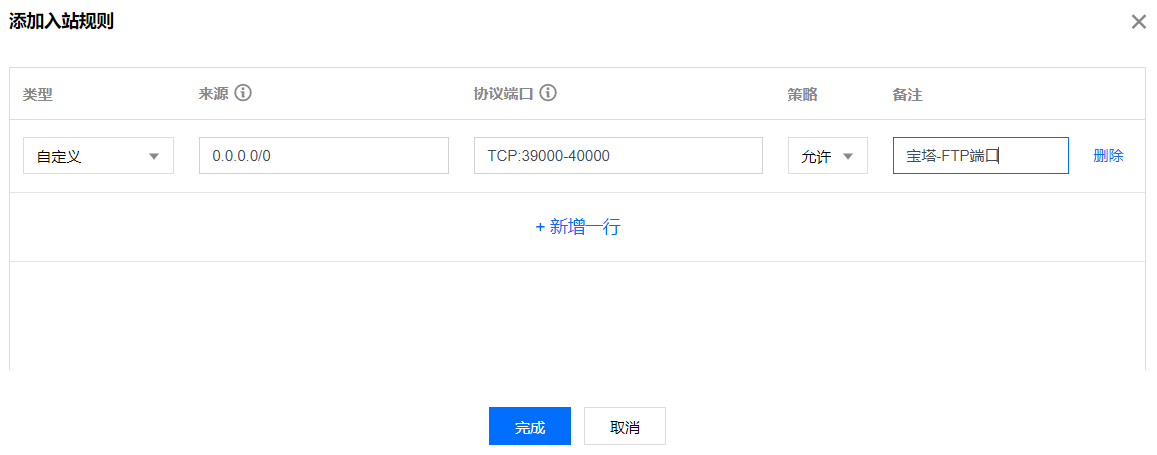 添加入站规则
类型 来源 协议端口 策略 备注
自定义 0.0.0.0/0 TCP:39000-40000 允许 宝塔-FTP端口 删除
+ 新增一行
完成 取消